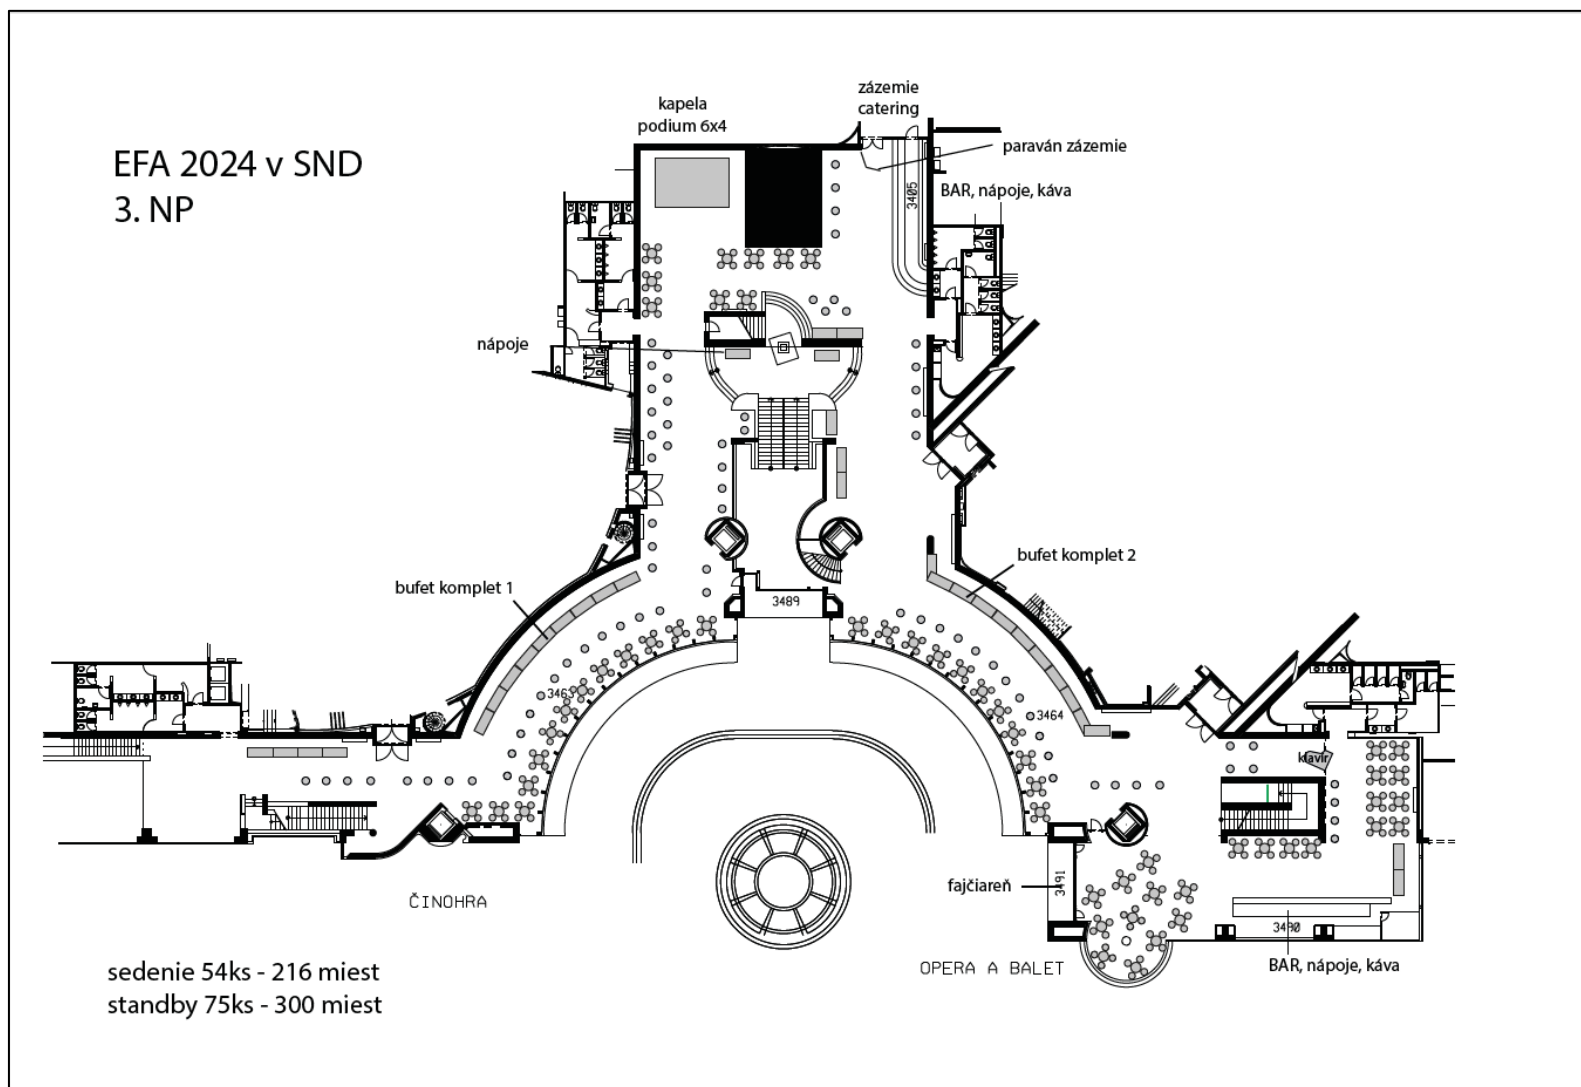 EFA 2024 v SND
3. NP
kapela
podium 6x4
zázemie
catering
paraván zázemie
3405
BAR, nápoje, káva
nápoje
bufet komplet 1
bufet komplet 2
3489
3463
3464
klavír
fajčiareň
3491
3490
BAR, nápoje, káva
ČINOHRA
OPERA A BALET
sedenie 54ks - 216 miest
standby 75ks - 300 miest